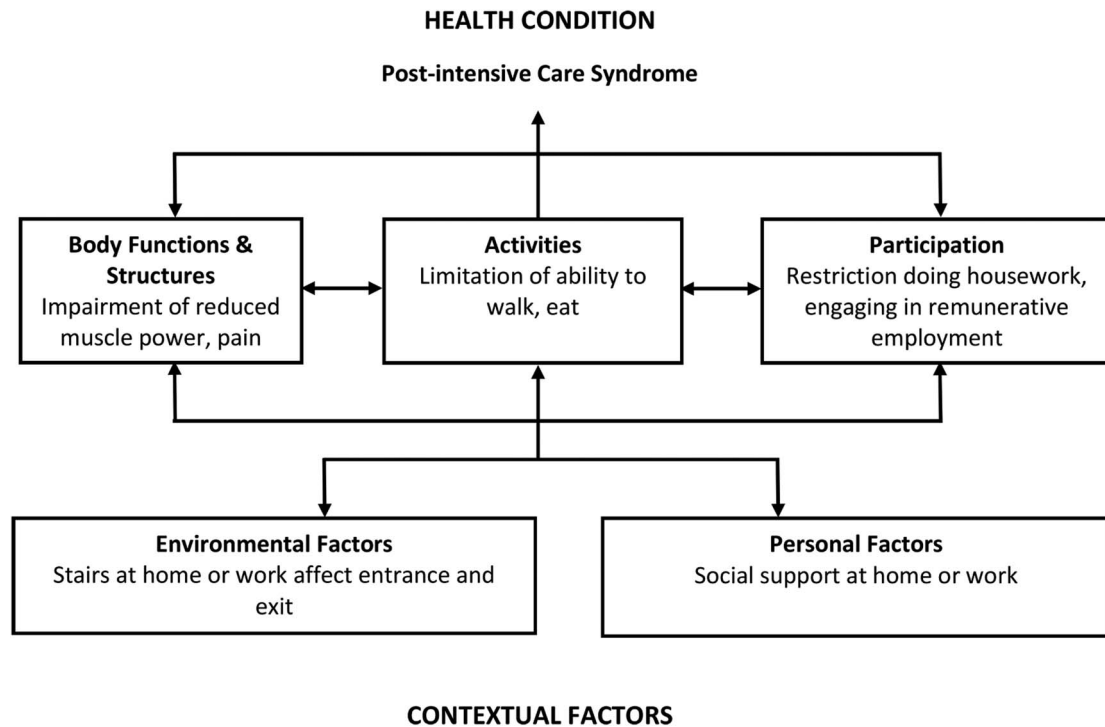 HEALTH CONDITION
Post-intensive Care Syndrome
Body Functions &
Structures
Impairment of reduced
muscle power, pain
Activities
Limitation of ability to
walk, eat
Participation
Restriction doing housework,
engaging in remunerative
employment
Environmental Factors
Stairs at home or work affect entrance and
exit
Personal Factors
Social support at home or work
CONTEXTUAL FACTORS